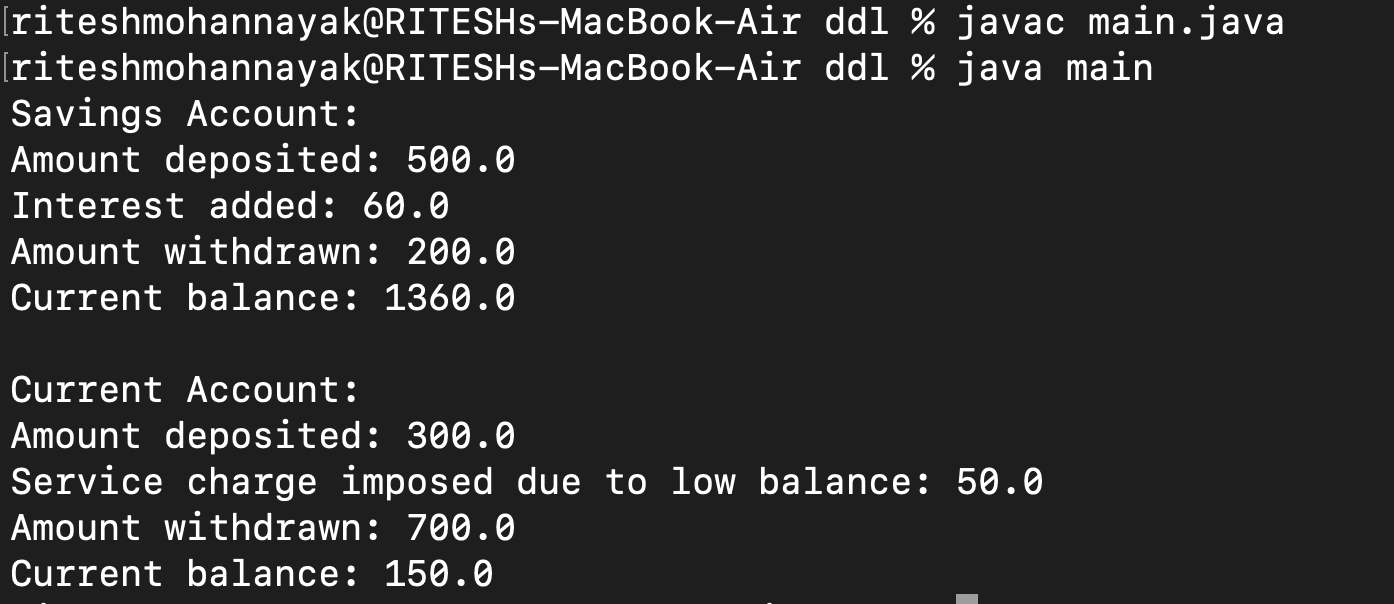 [riteshmohannayak@RITESHs-MacBook-Air ddl % javac main.java
[riteshmohannayak@RITESHs-MacBook-Air ddl % java main
Savings Account:
Amount deposited: 500.0
Interest added: 60.0
Amount withdrawn: 200.0
Current balance: 1360.0

Current Account:
Amount deposited: 300.0
Service charge imposed due to low balance: 50.0
Amount withdrawn: 700.0
Current balance: 150.0